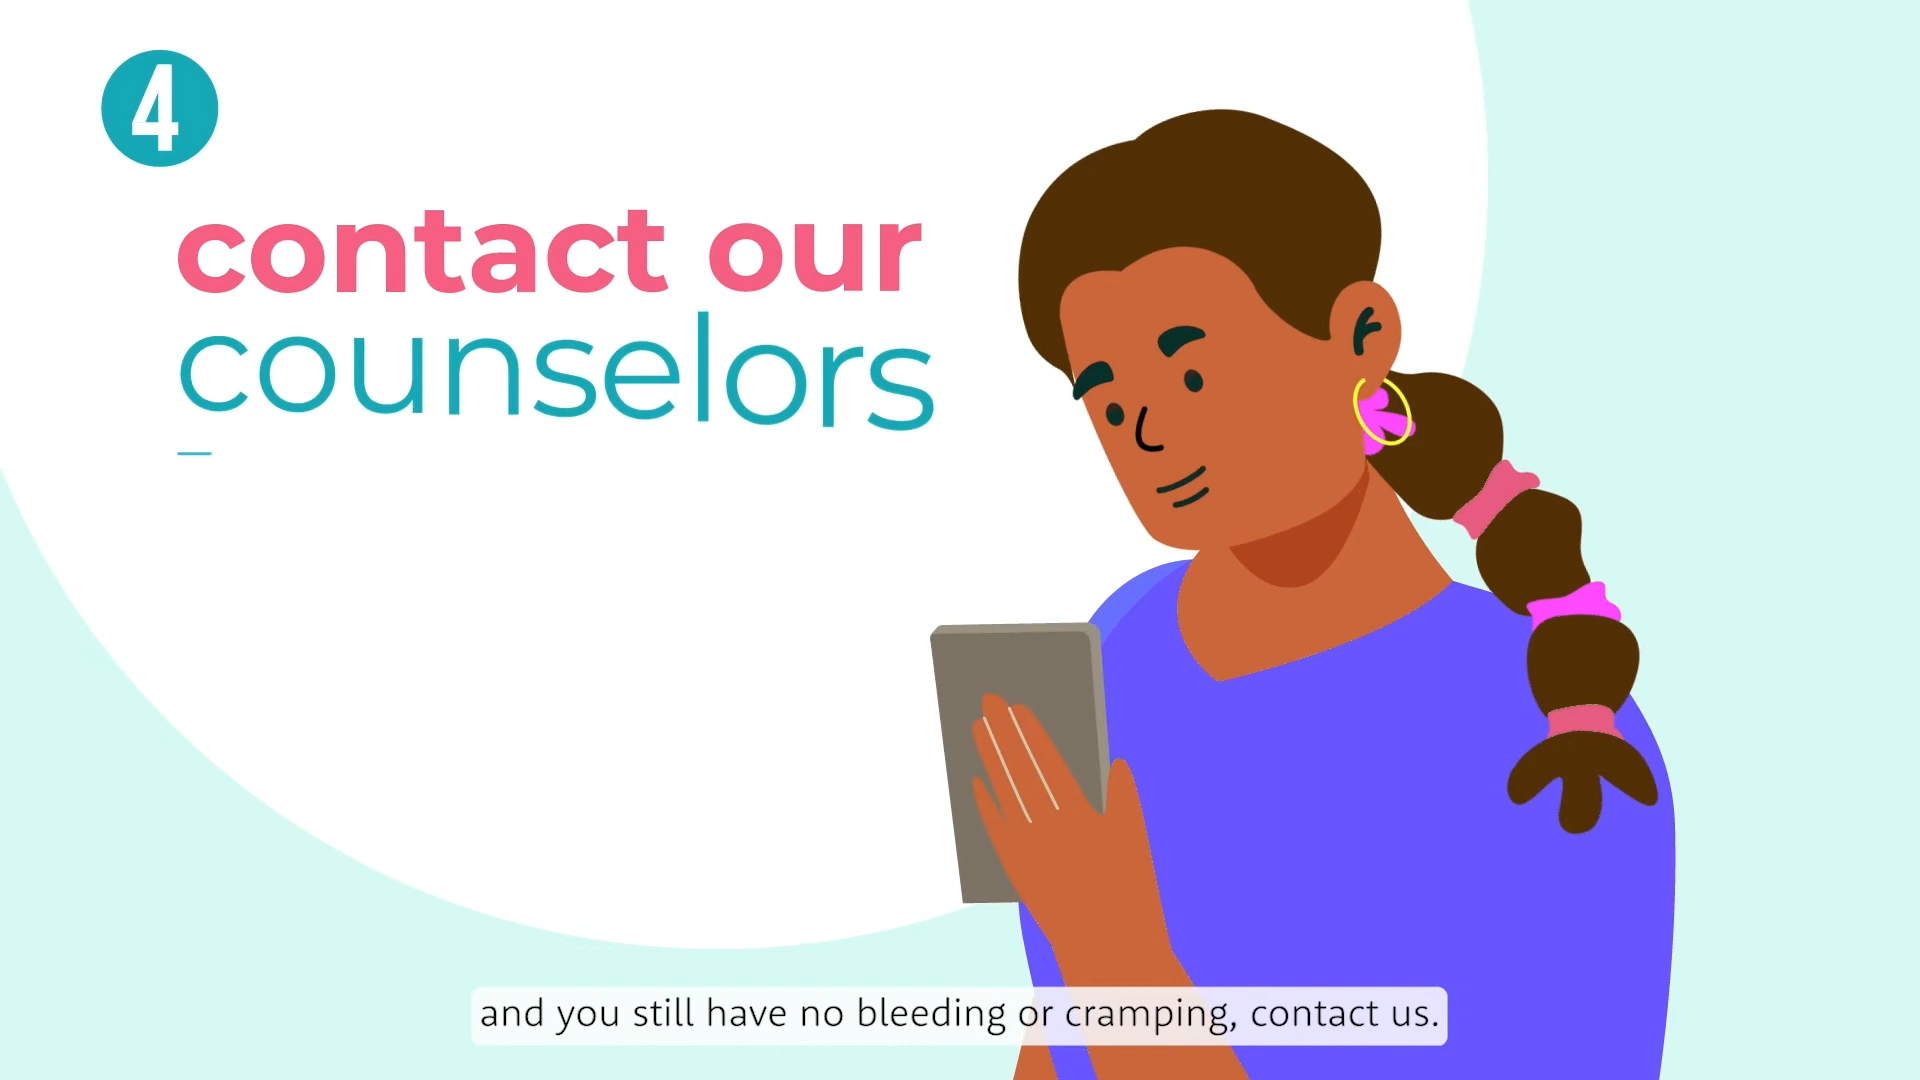 4
contact our
counselors
and you still have no bleeding or cramping, contact us.